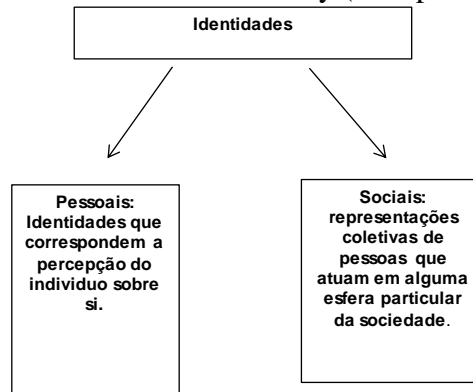 Identidades
Pessoais:
Identidades que
correspondem a
percepção do
individuo sobre
si.
Sociais:
representações
coletivas de
pessoas que
atuam em alguma
esfera particular
da sociedade.